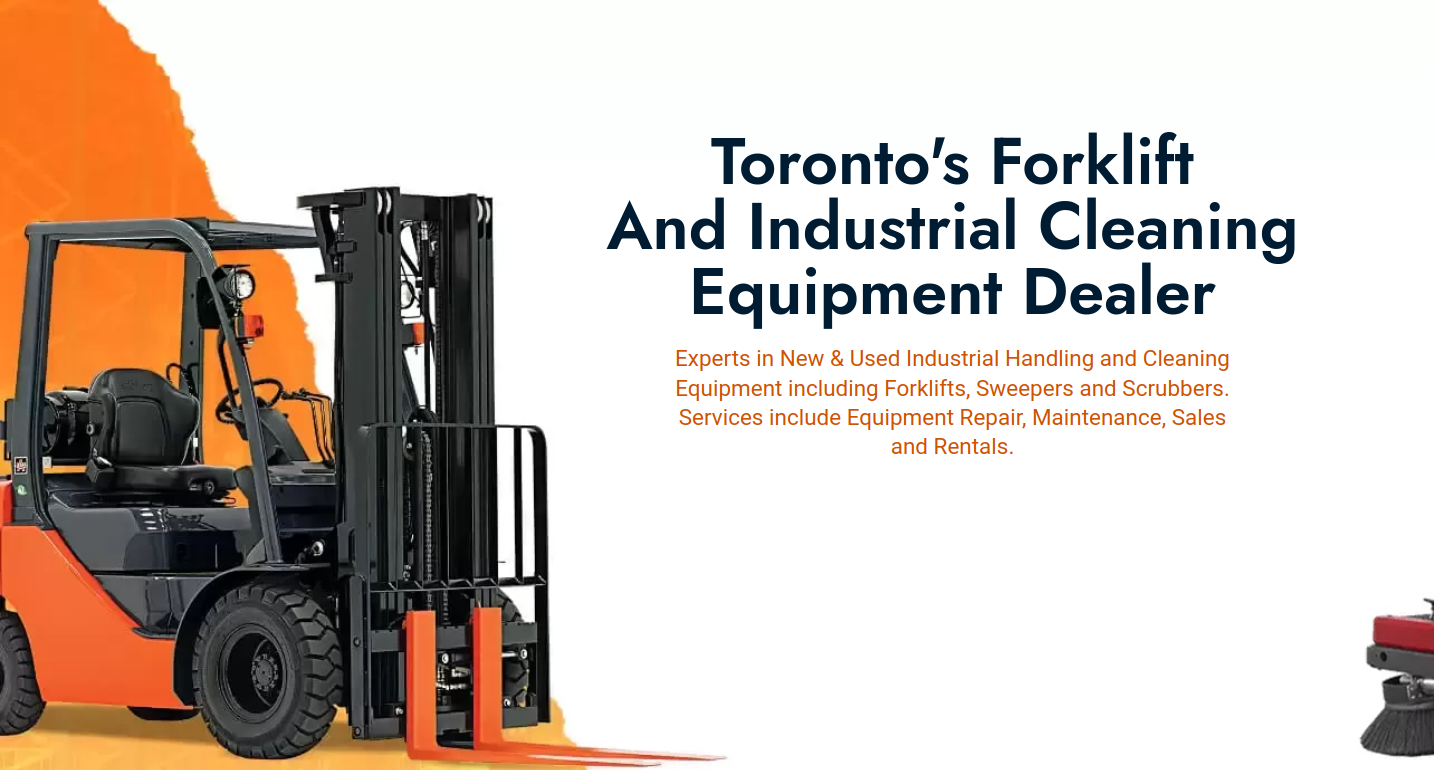 Toronto's Forklift
And Industrial Cleaning
Equipment Dealer
Experts in New & Used Industrial Handling and Cleaning
Equipment including Forklifts, Sweepers and Scrubbers.
Services include Equipment Repair, Maintenance, Sales
and Rentals.